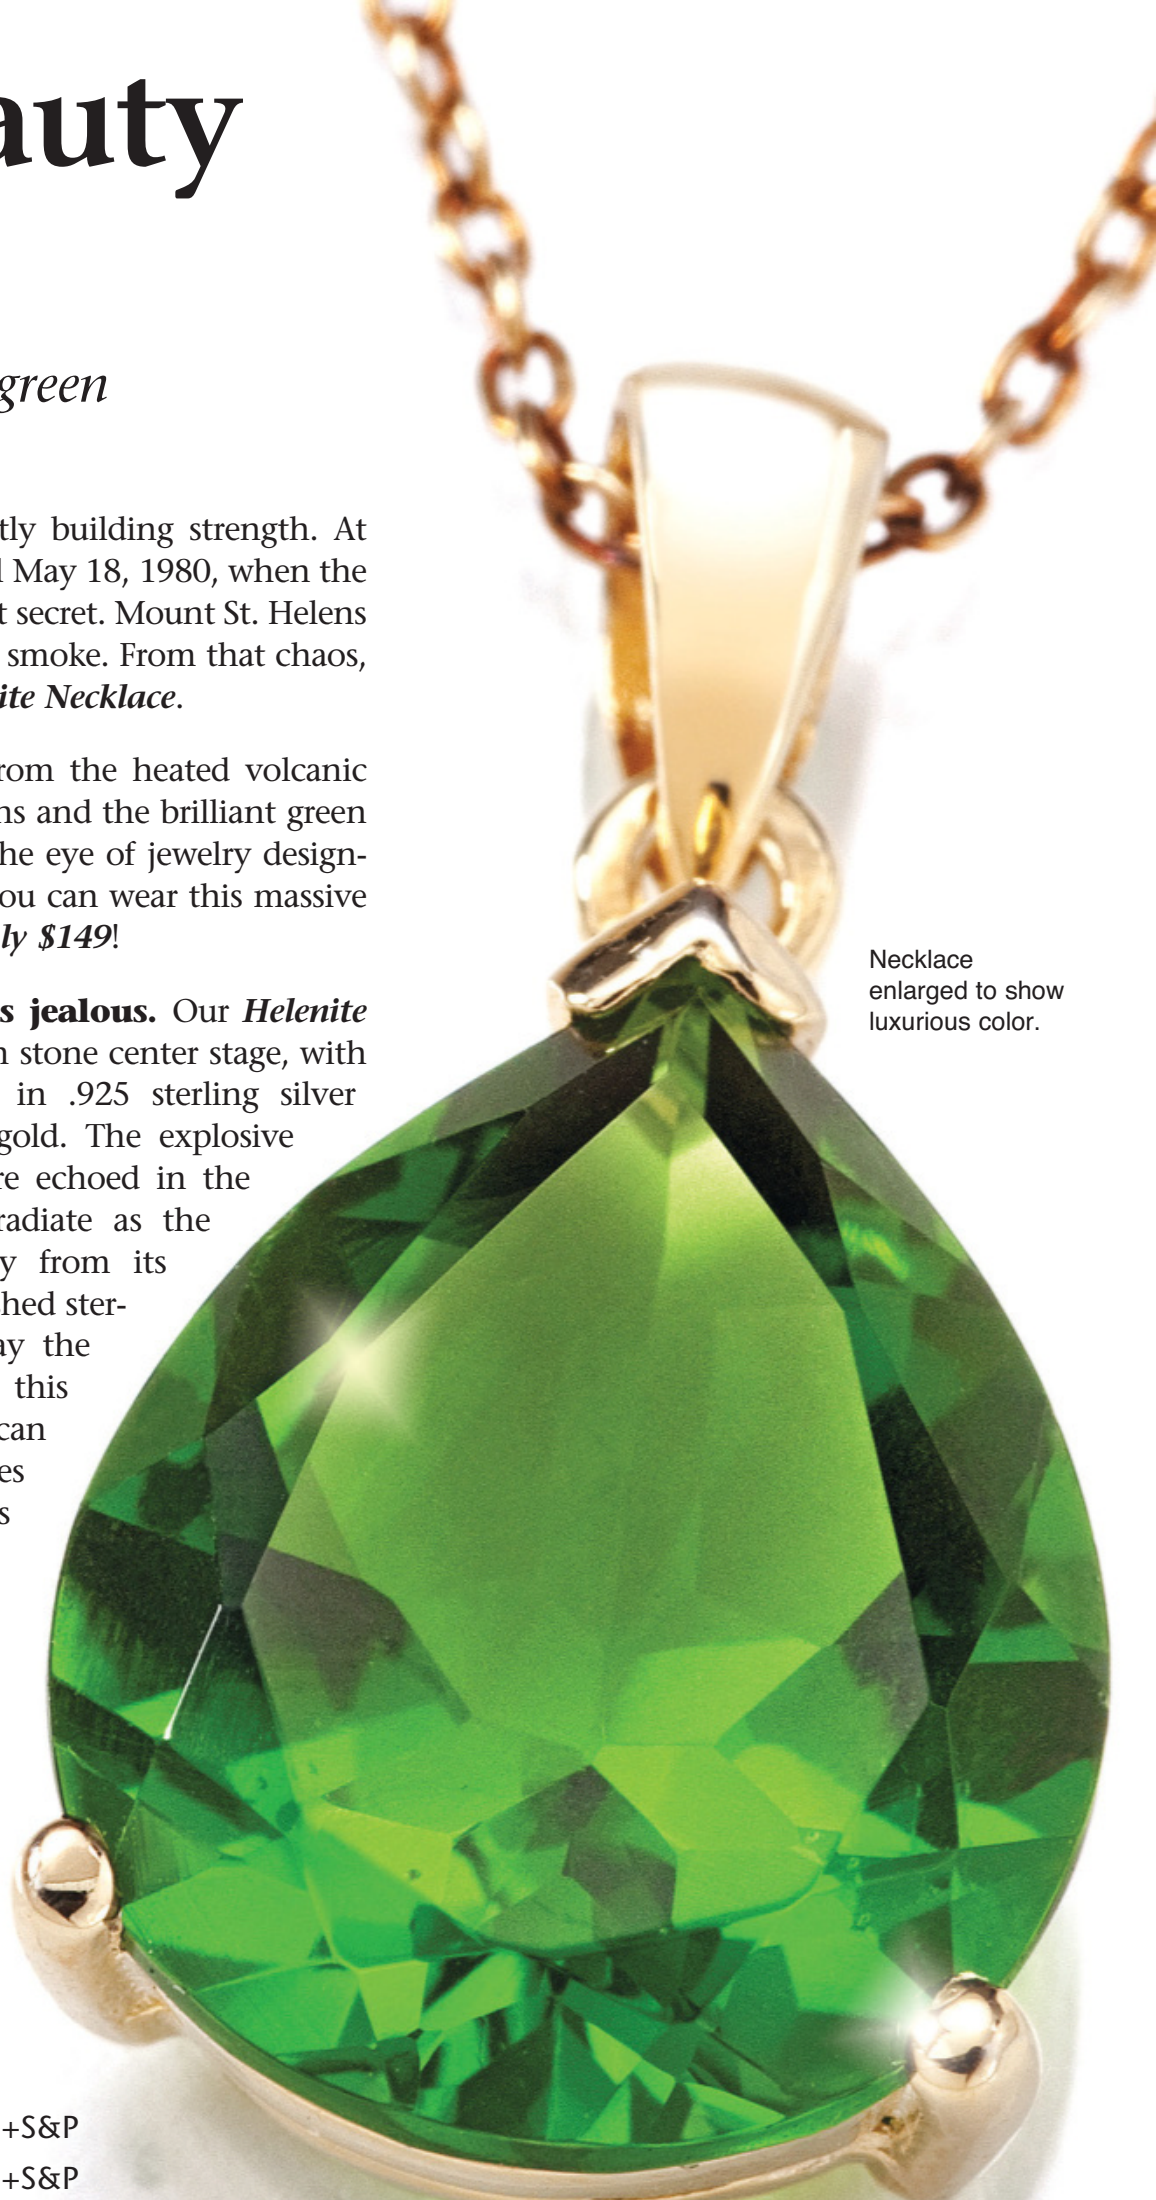 auty
green
tly building strength. At
l May 18, 1980, when the
t secret. Mount St. Helens
smoke. From that chaos,
ite Necklace.
rom the heated volcanic
ns and the brilliant green
he eye of jewelry design-
ou can wear this massive
ly $149!
s jealous. Our Helenite
n stone center stage, with
in .925 sterling silver
gold. The explosive
re echoed in the
radiate as the
y from its
hed ster-
ay the
this
can
es
s
Necklace
enlarged to show
luxurious color.
+S&P
+S&P